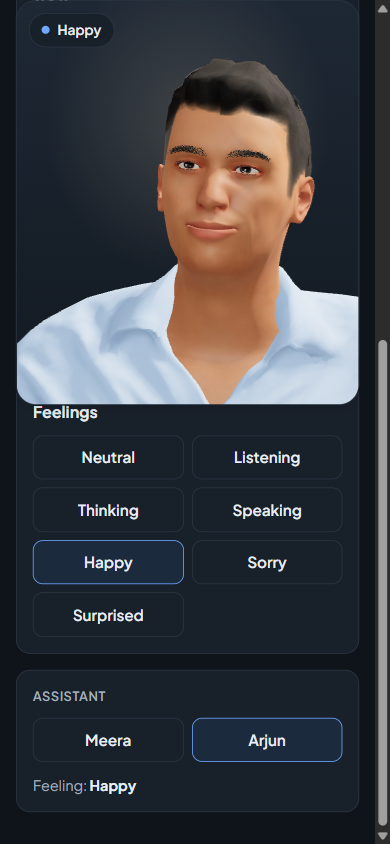 Happy
Feelings
Neutral
Listening
Thinking
Speaking
Happy
Sorry
Surprised
ASSISTANT
Meera
Arjun
Feeling: Happy